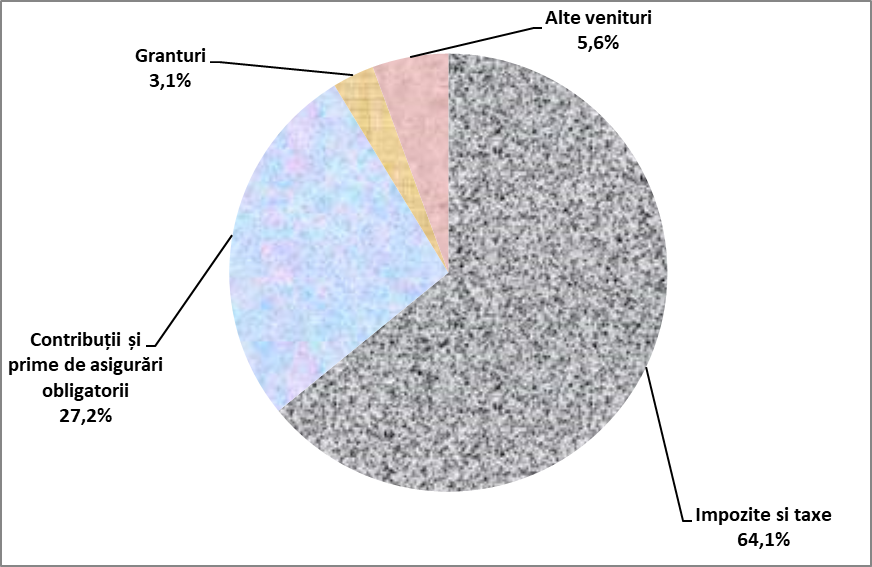 Alte venituri
5,6%
Granturi
3,1%
Contribuții și
prime de asigurări
obligatorii
27,2%
Impozite si taxe
64,1%